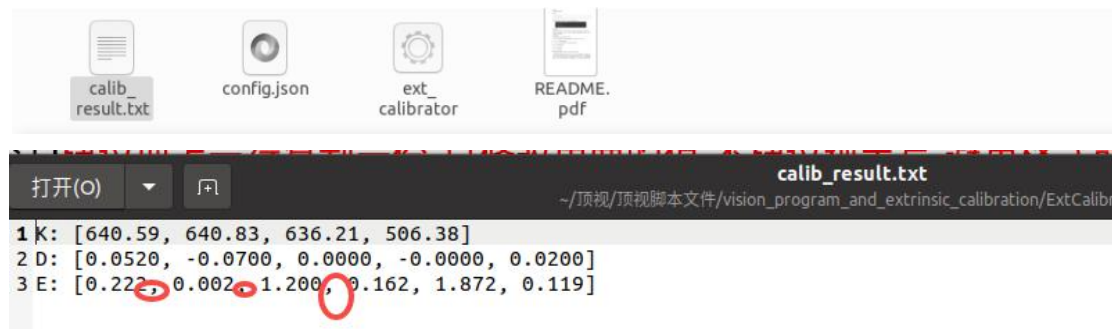 calib_
result.txt
config.json
ext_
calibrator
README.
pdf
打开(O)
calib_result.txt
~/顶视/顶视脚本文件/vision_program_and_extrinsic_calibration/ExtCalibr
1 K: [640.59, 640.83, 636.21, 506.38]
2 D: [0.0520, -0.0700, 0.0000, -0.0000, 0.0200]
3 E: [0.222, 0.002, 1.200, 0.162, 1.872, 0.119]